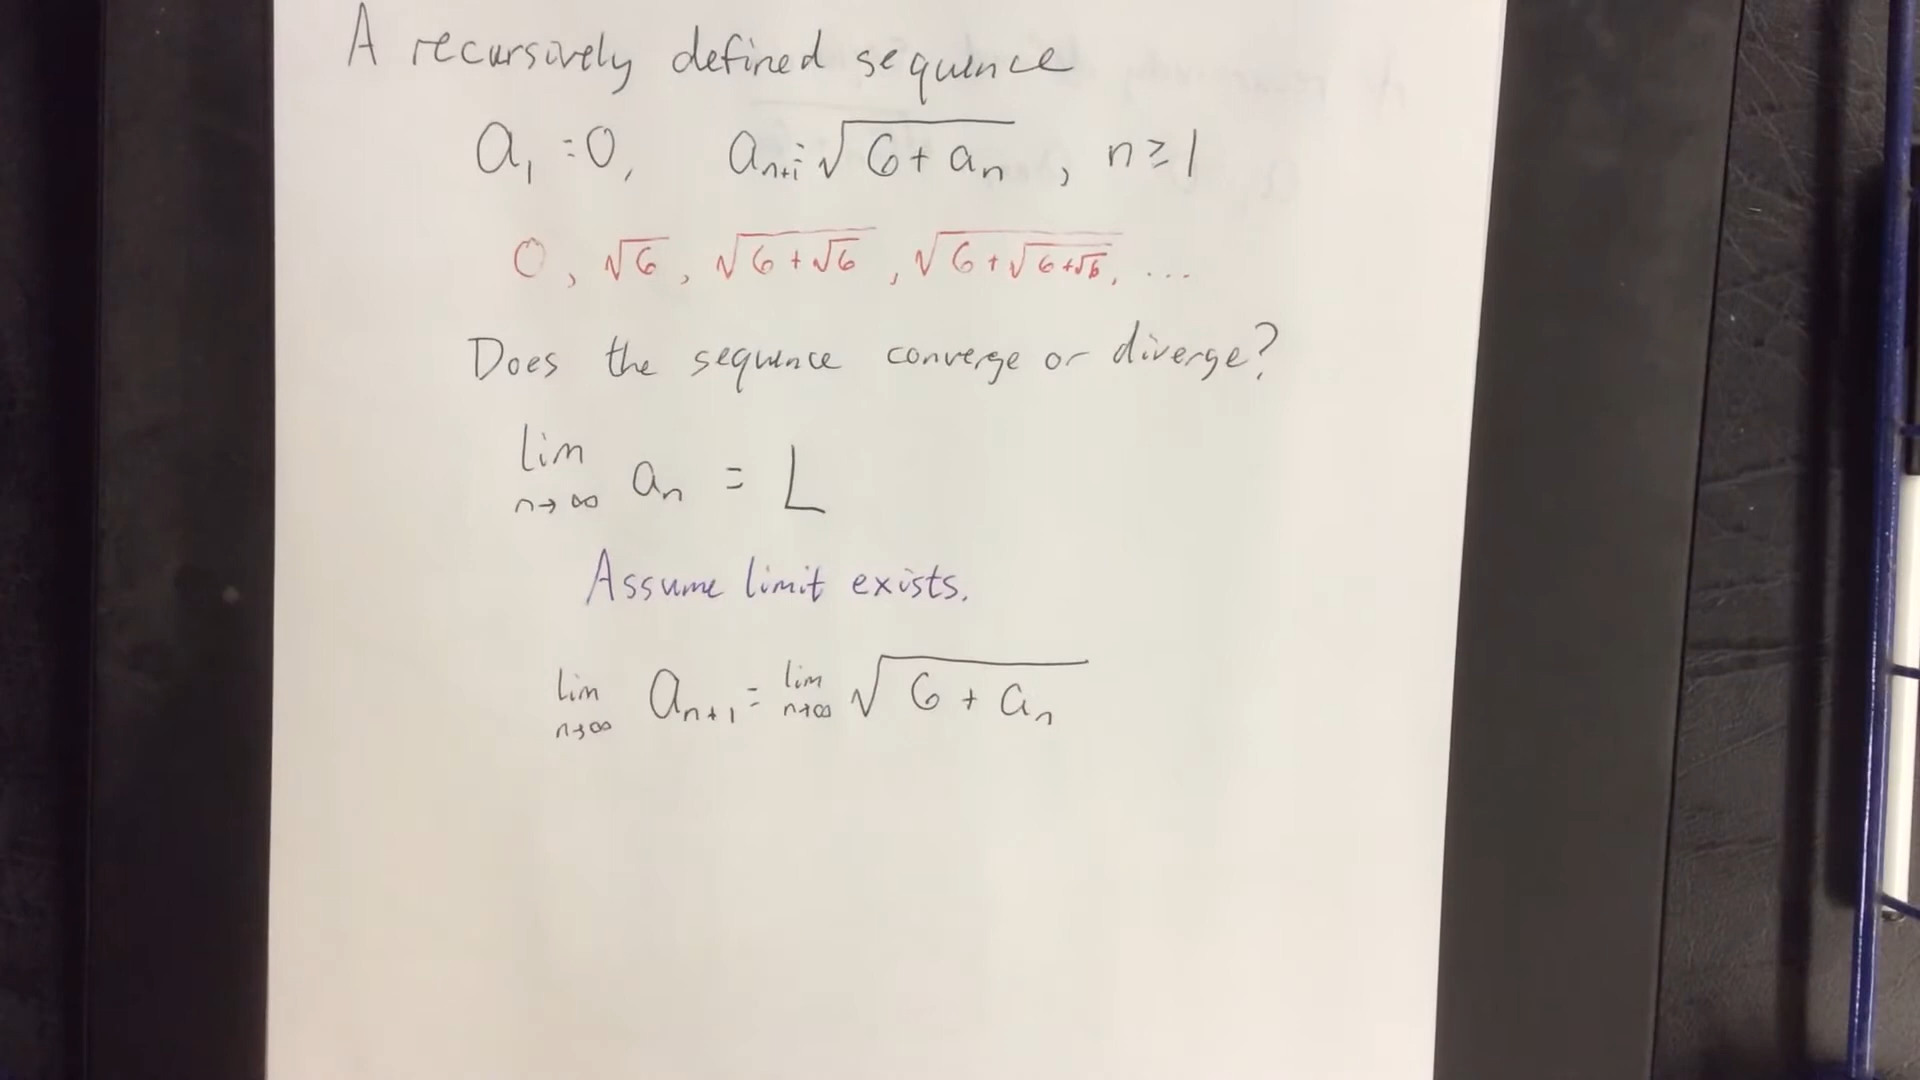 A recursively defined sequence
a₁ = 0, aₙ₊₁ = √(6 + aₙ) , n ≥ 1
0, √6, √(6 + √6), √(6 + √(6 + √6)), ...
Does the sequence converge or diverge?
lim n→∞ aₙ = L
Assume limit exists.
lim n→∞ aₙ₊₁ = lim n→∞ √(6 + aₙ)